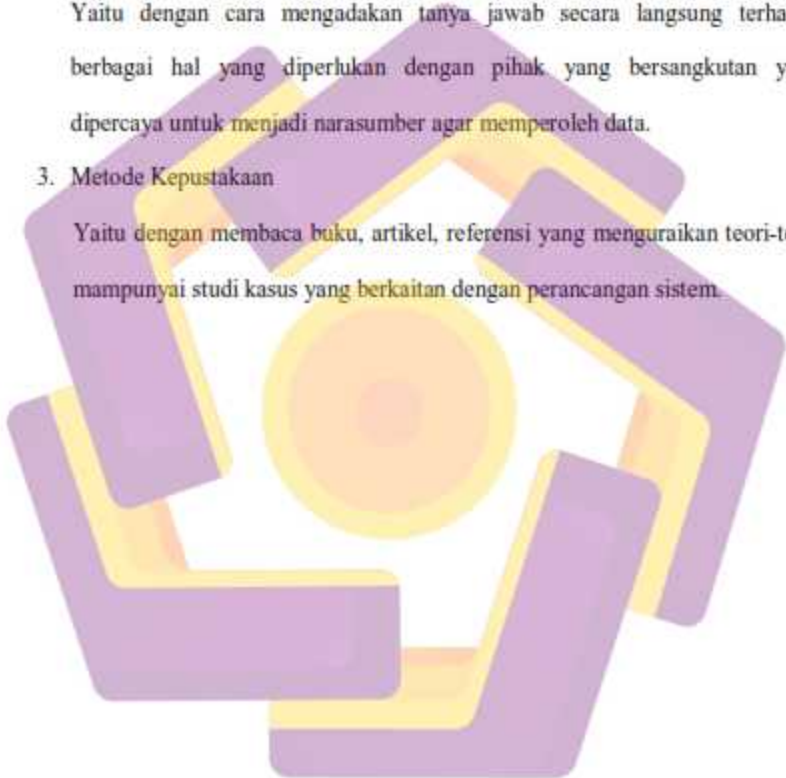 Yaitu dengan cara mengadakan tanya jawab secara langsung terha
berbagai hal yang diperlukan dengan pihak yang bersangkutan y
dipercaya untuk menjadi narasumber agar memperoleh data.
3. Metode Kepustakaan
Yaitu dengan membaca buku, artikel, referensi yang menguraikan teori-t
mampunyai studi kasus yang berkaitan dengan perancangan sistem.